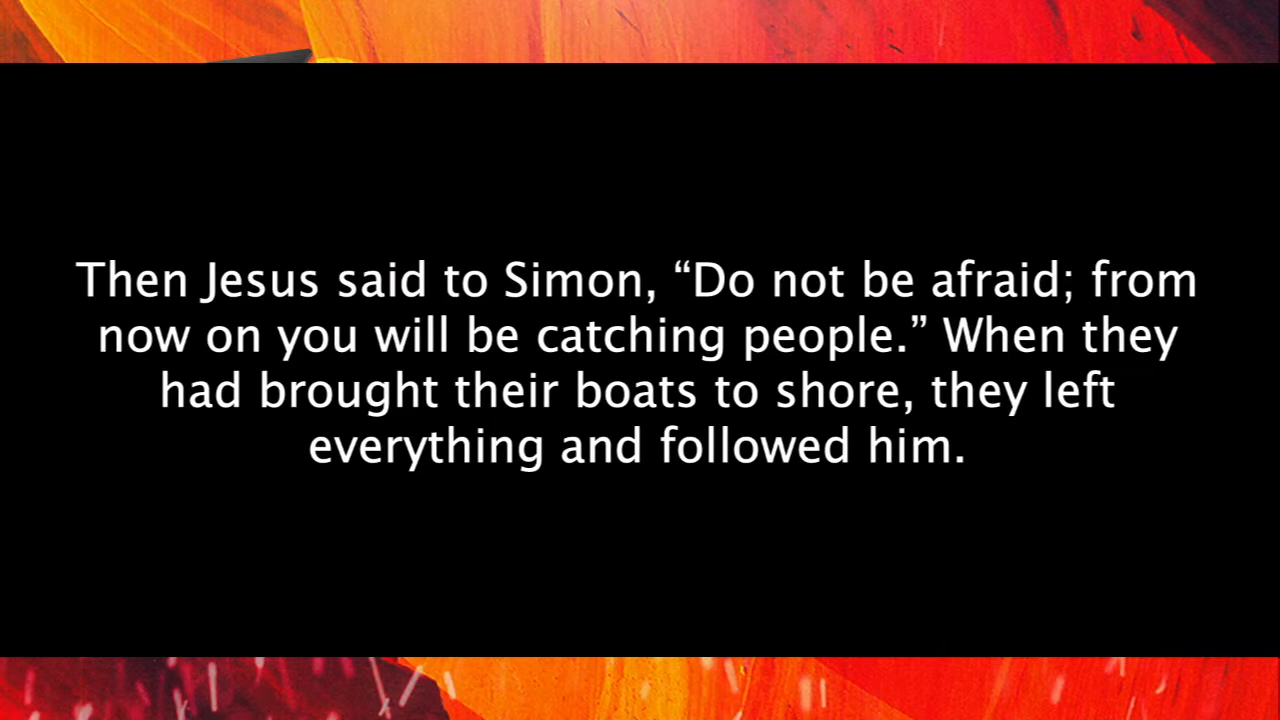 Then Jesus said to Simon, “Do not be afraid; from
now on you will be catching people.” When they
had brought their boats to shore, they left
everything and followed him.